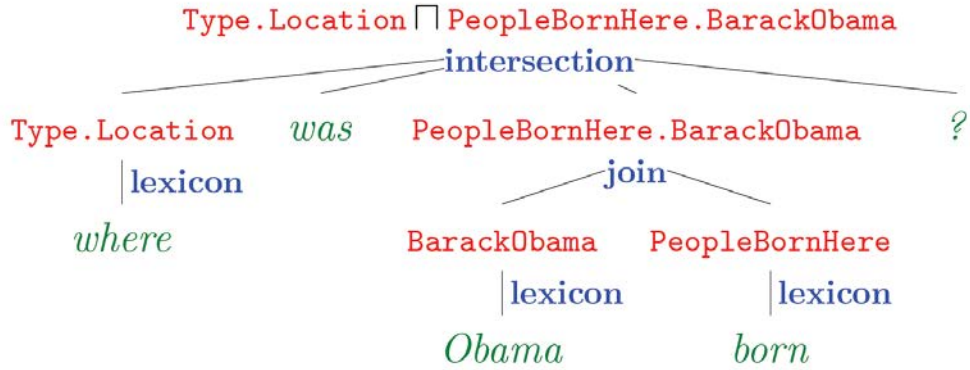 Type.Location ⊓ PeopleBornHere.BarackObama
intersection
Type.Location was PeopleBornHere.BarackObama ?
lexicon join
where BarackObama PeopleBornHere
lexicon lexicon
Obama born